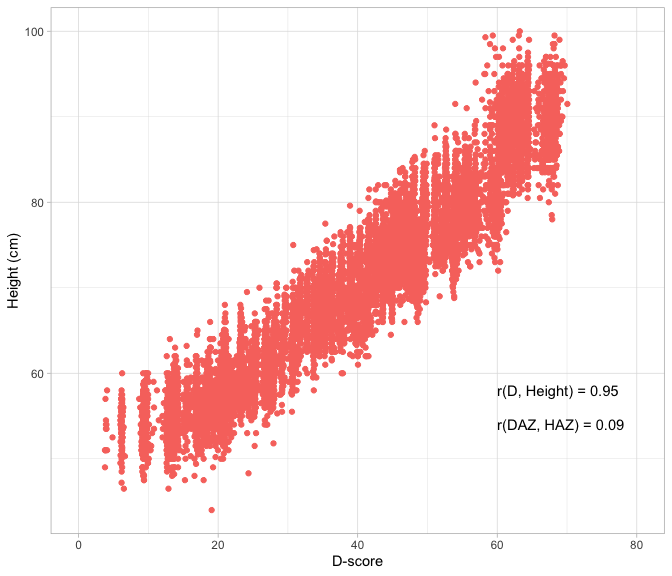 100
80
60
Height (cm)
r(D, Height) = 0.95
r(DAZ, HAZ) = 0.09
0 20 40 60 80
D-score